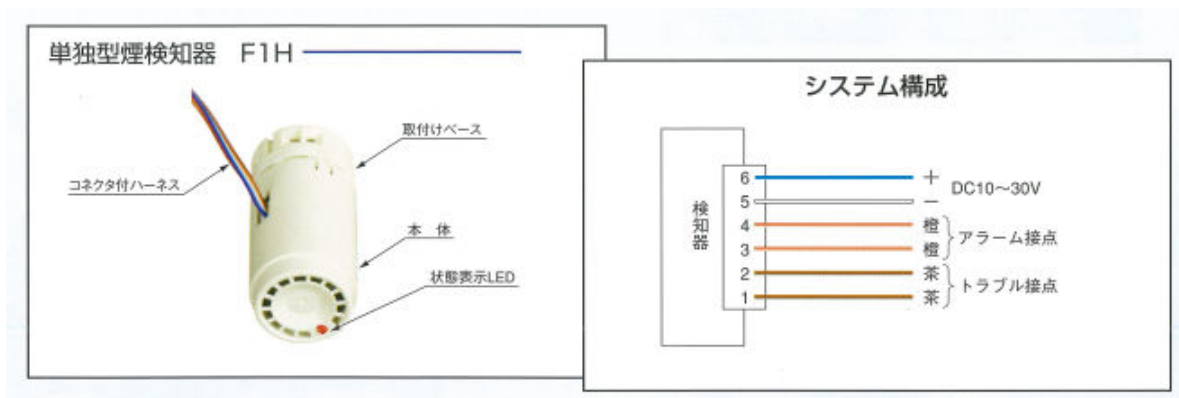 単独型煙検知器 F1H
取付けベース
コネクタ付ハーネス
本 体
状態表示LED
システム構成
検知器
6 + DC10～30V
5 −
4 橙
アラーム接点
3 橙
2 茶
トラブル接点
1 茶